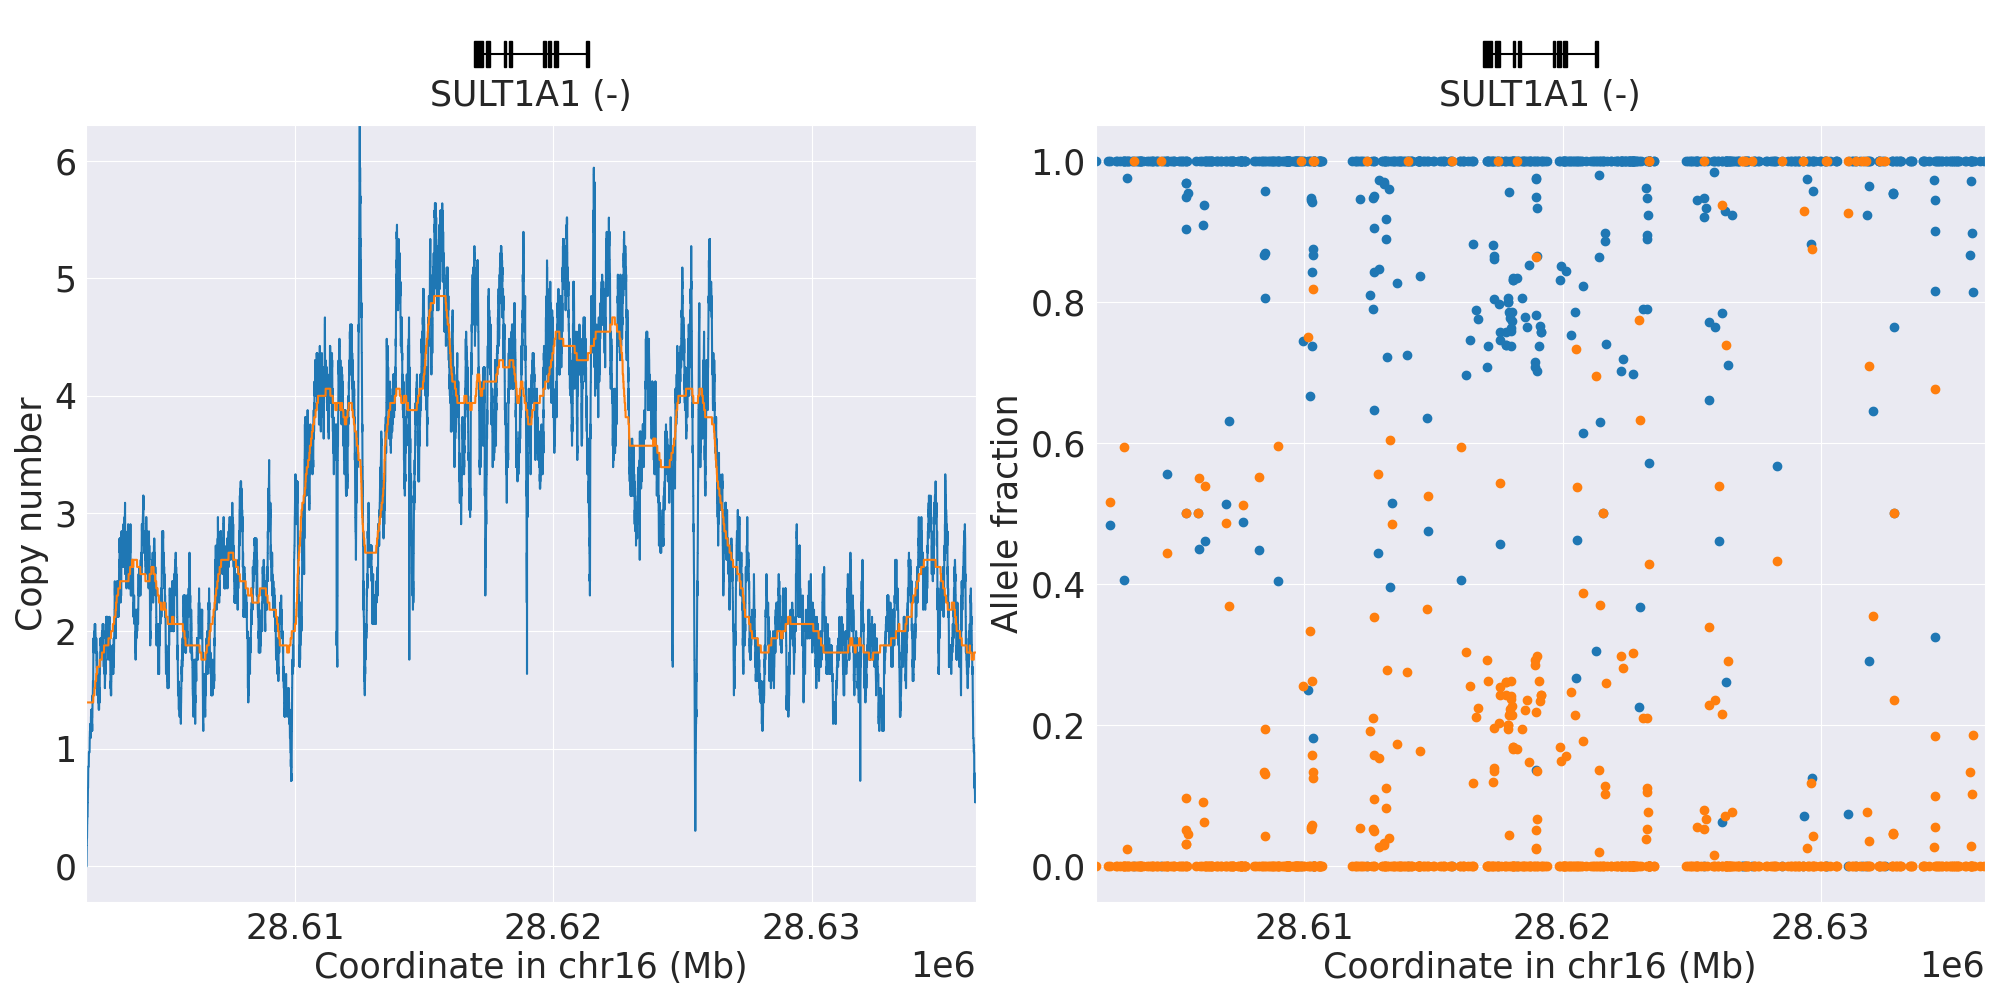 SULT1A1 (-)
Copy number
6
5
4
3
2
1
0
28.61
28.62
28.63
Coordinate in chr16 (Mb)
1e6
SULT1A1 (-)
Allele fraction
1.0
0.8
0.6
0.4
0.2
0.0
28.61
28.62
28.63
Coordinate in chr16 (Mb)
1e6